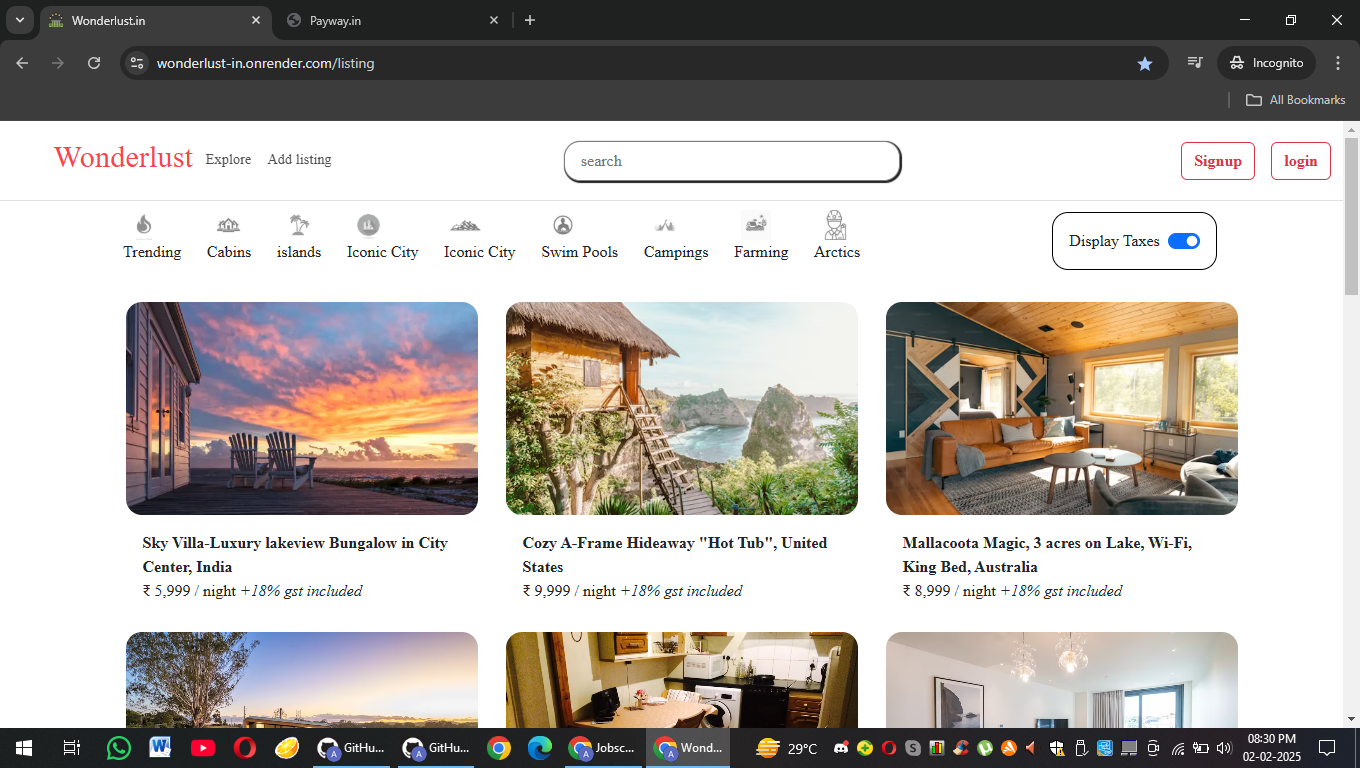 Wonderlust.in
Payway.in
wonderlust-in.onrender.com/listing
Incognito
All Bookmarks
Wonderlust
Explore
Add listing
search
Signup
login
Trending
Cabins
islands
Iconic City
Iconic City
Swim Pools
Campings
Farming
Arctics
Display Taxes
Sky Villa-Luxury lakeview Bungalow in City
Center, India
₹ 5,999 / night +18% gst included
Cozy A-Frame Hideaway "Hot Tub", United
States
₹ 9,999 / night +18% gst included
Mallacoota Magic, 3 acres on Lake, Wi-Fi,
King Bed, Australia
₹ 8,999 / night +18% gst included
GitHu...
GitHu...
Jobsc...
Wond...
29°C
08:30 PM
02-02-2025